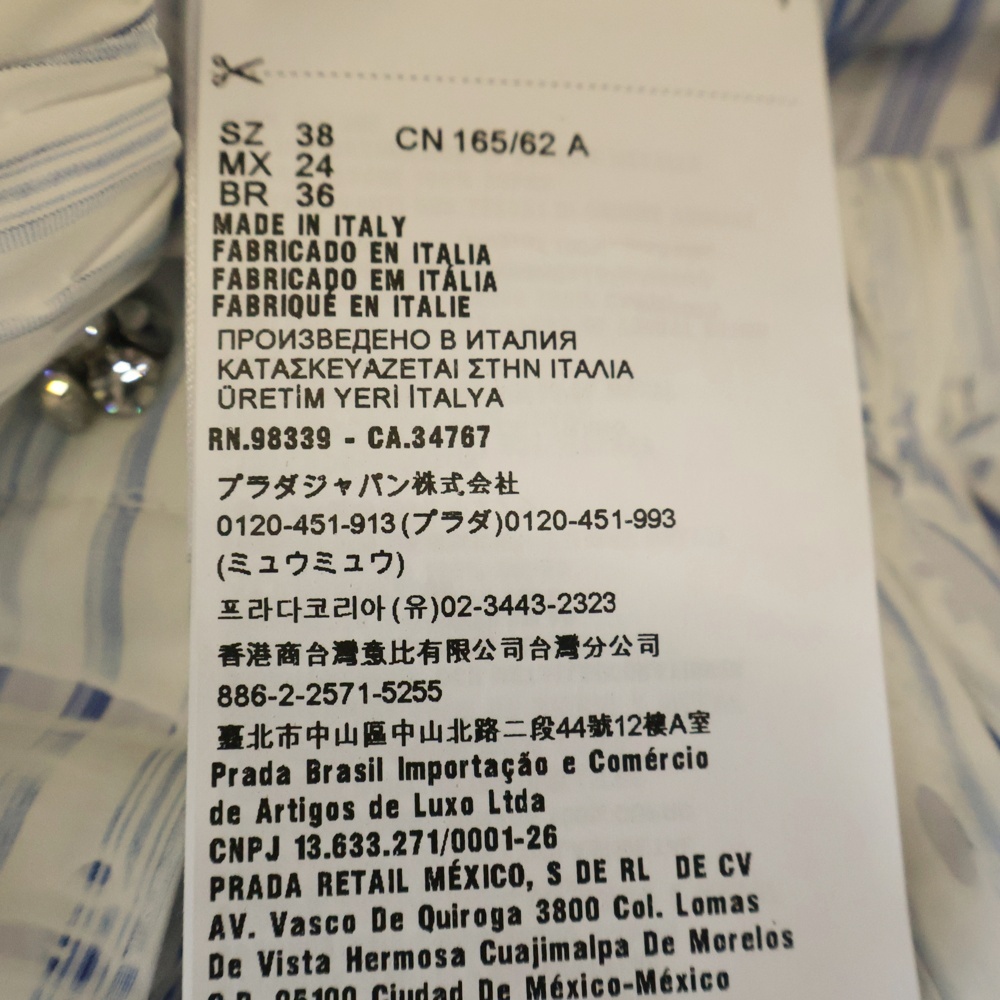 SZ 38 CN 165/62 A
MX 24
BR 36
MADE IN ITALY
FABRICADO EN ITALIA
FABRICADO EM ITÁLIA
FABRIQUÉ EN ITALIE
ПРОИЗВЕДЕНО В ИТАЛИЯ
ΚΑΤΑΣΚΕΥΑΖΕΤΑΙ ΣΤΗΝ ΙΤΑΛΙΑ
ÜRETİM YERİ İTALYA
RN.98339 - CA.34767
プラダジャパン株式会社
0120-451-913(プラダ)0120-451-993
(ミュウミュウ)
프라다코리아(유)02-3443-2323
香港商台灣意比有限公司台灣分公司
886-2-2571-5255
臺北市中山區中山北路二段44號12樓A室
Prada Brasil Importação e Comércio
de Artigos de Luxo Ltda
CNPJ 13.633.271/0001-26
PRADA RETAIL MÉXICO, S DE RL DE CV
AV. Vasco De Quiroga 3800 Col. Lomas
De Vista Hermosa Cuajimalpa De Morelos
Ciudad De México-México